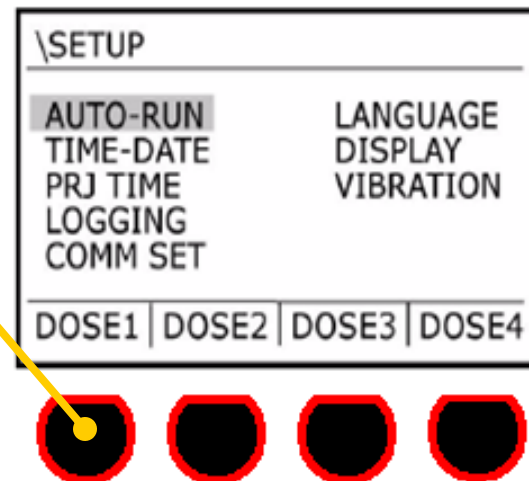 \SETUP
AUTO-RUN
TIME-DATE
PRJ TIME
LOGGING
COMM SET
LANGUAGE
DISPLAY
VIBRATION
DOSE1 DOSE2 DOSE3 DOSE4